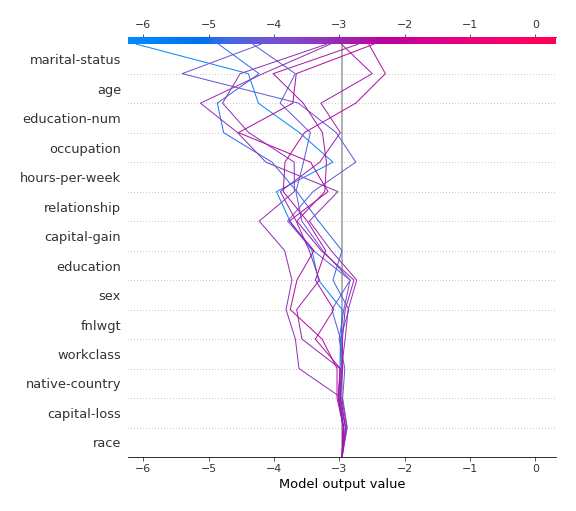 −6 −5 −4 −3 −2 −1 0
marital-status
age
education-num
occupation
hours-per-week
relationship
capital-gain
education
sex
fnlwgt
workclass
native-country
capital-loss
race
−6 −5 −4 −3 −2 −1 0
Model output value